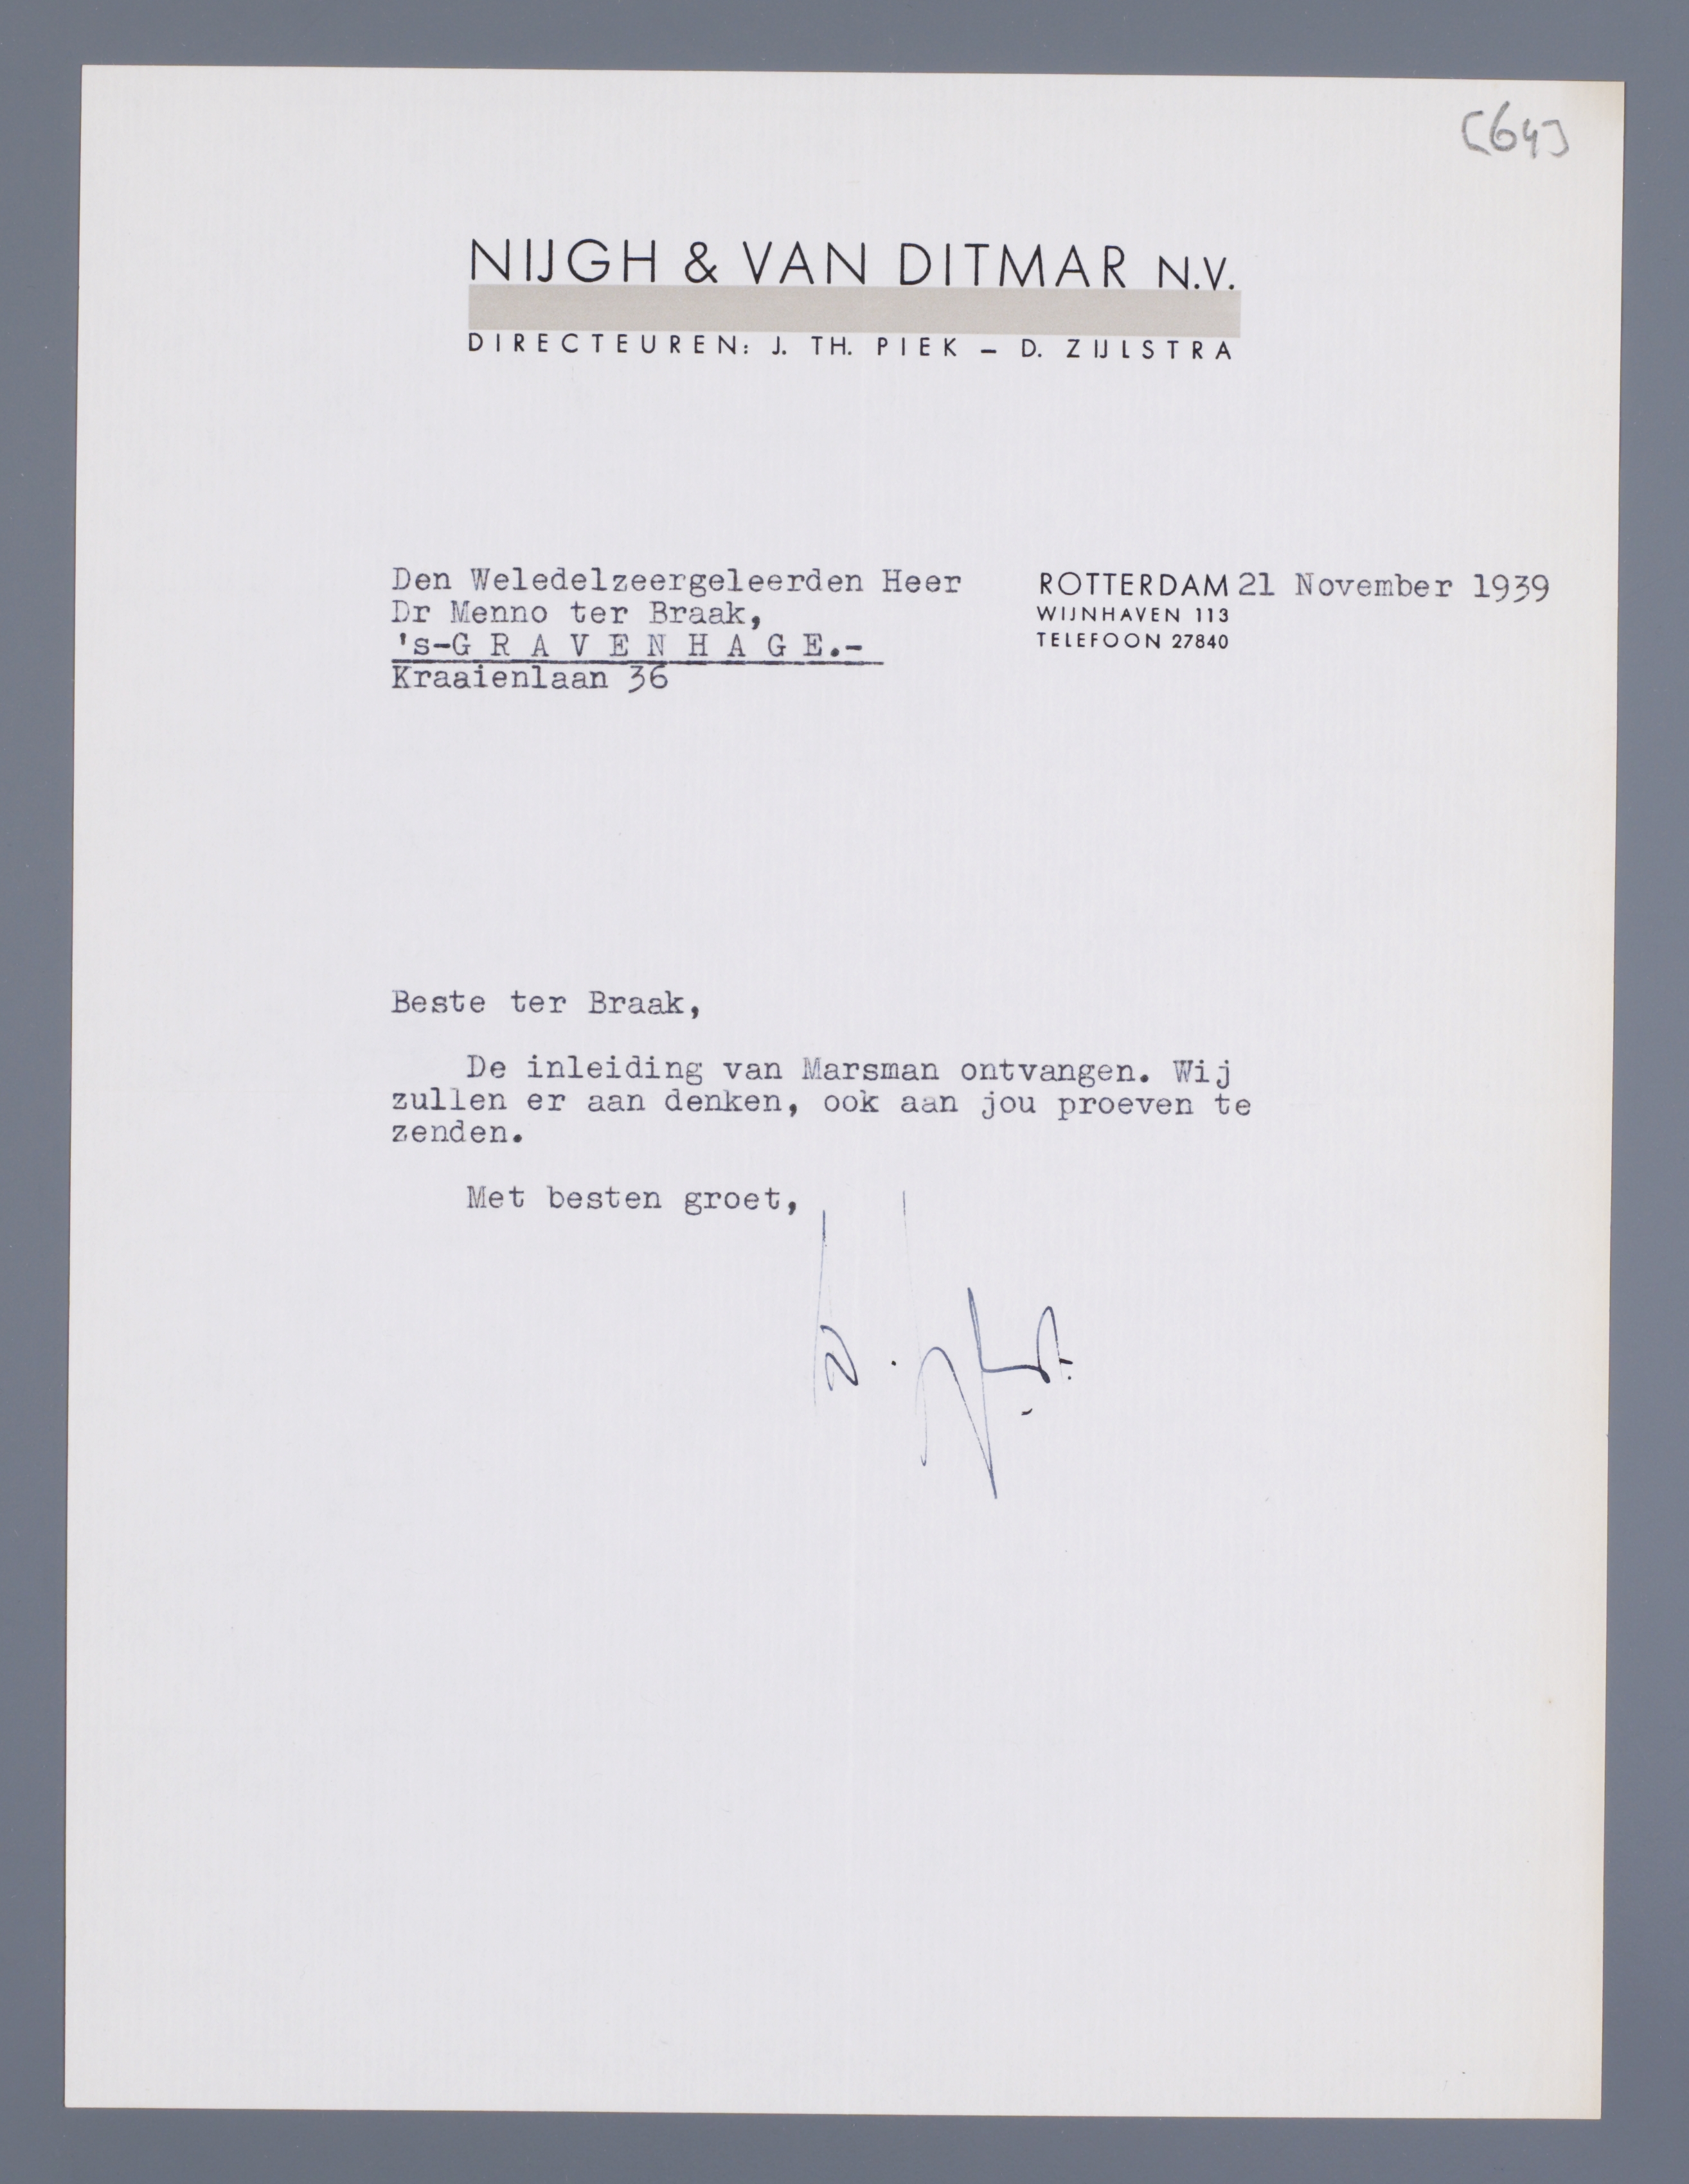 [64]
NIJGH & VAN DITMAR N.V.
DIRECTEUREN: J. TH. PIEK – D. ZIJLSTRA
Den Weledelzeergeleerden Heer
Dr Menno ter Braak,
's-G R A V E N H A G E.-
Kraaienlaan 36
ROTTERDAM 21 November 1939
WIJNHAVEN 113
TELEFOON 27840
Beste ter Braak,
De inleiding van Marsman ontvangen. Wij
zullen er aan denken, ook aan jou proeven te
zenden.
Met besten groet,